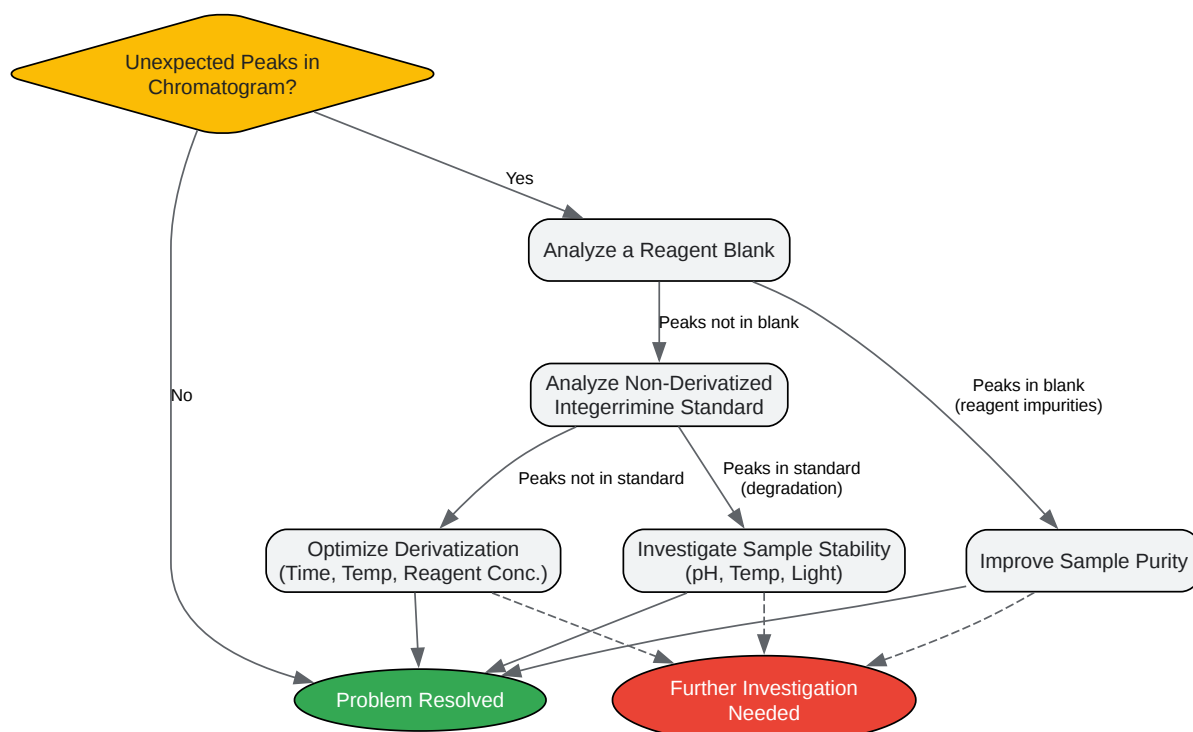 Unexpected Peaks in
Chromatogram?
Yes
Analyze a Reagent Blank
Peaks not in blank
No
Analyze Non-Derivatized
Integerrimine Standard
Peaks in blank
(reagent impurities)
Peaks not in standard
Peaks in standard
(degradation)
Optimize Derivatization
(Time, Temp, Reagent Conc.)
Investigate Sample Stability
(pH, Temp, Light)
Improve Sample Purity
Problem Resolved
Further Investigation
Needed